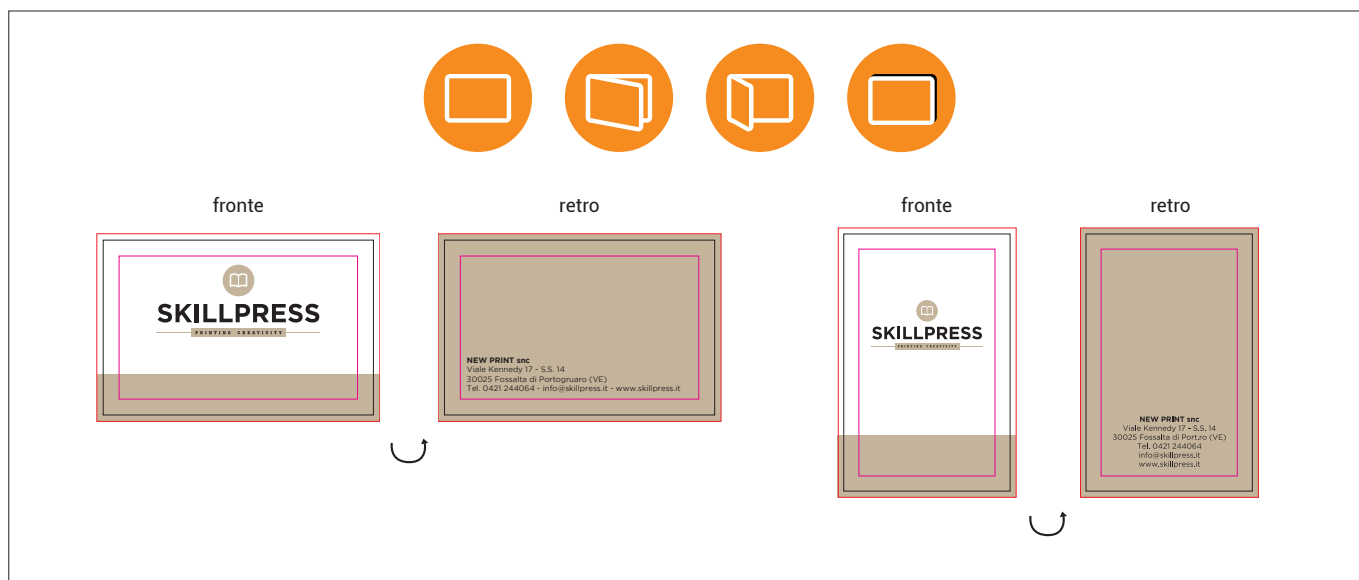 fronte
retro
SKILLPRESS
PRINTING CREATIVITY
NEW PRINT snc
Viale Kennedy 17 - S.S. 14
30025 Fossalta di Portogruaro (VE)
Tel. 0421 244064 - info@skillpress.it - www.skillpress.it
fronte
retro
SKILLPRESS
PRINTING CREATIVITY
NEW PRINT snc
Viale Kennedy 17 - S.S. 14
30025 Fossalta di Port.ro (VE)
Tel. 0421 244064
info@skillpress.it
www.skillpress.it